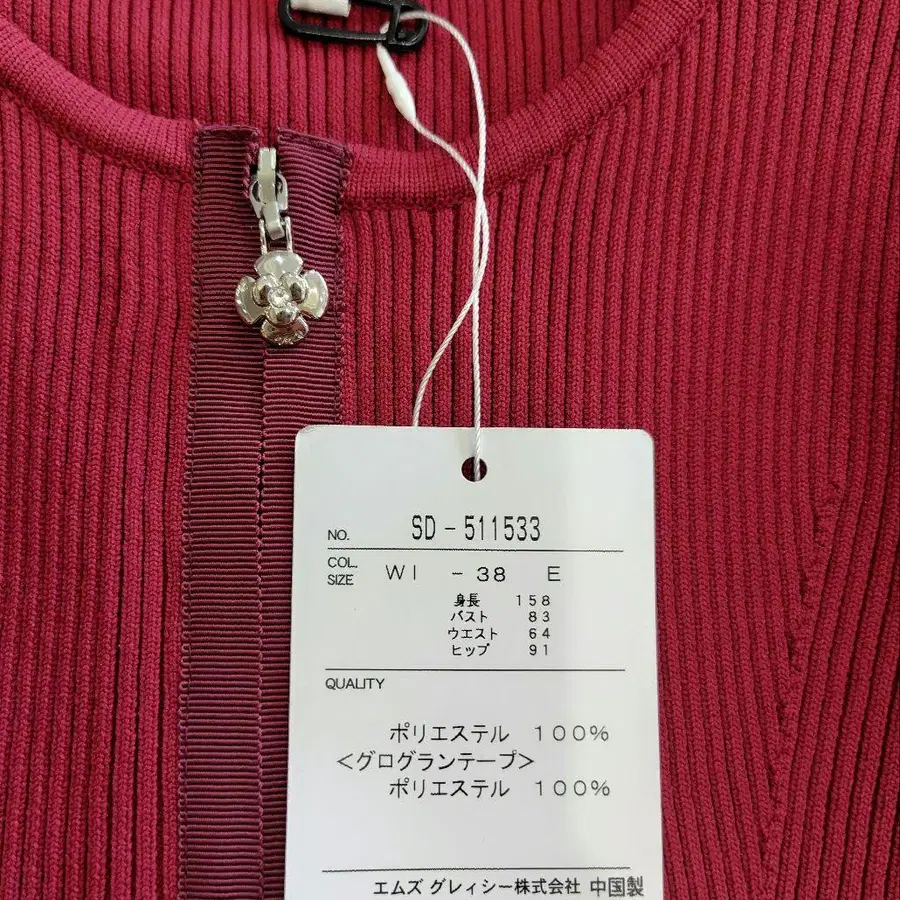 NO. SD-511533
COL.
SIZE WI -38 E
身長 158
バスト 83
ウエスト 64
ヒップ 91
QUALITY
ポリエステル 100%
<グログランテープ>
ポリエステル 100%
エムズ グレィシー株式会社 中国製